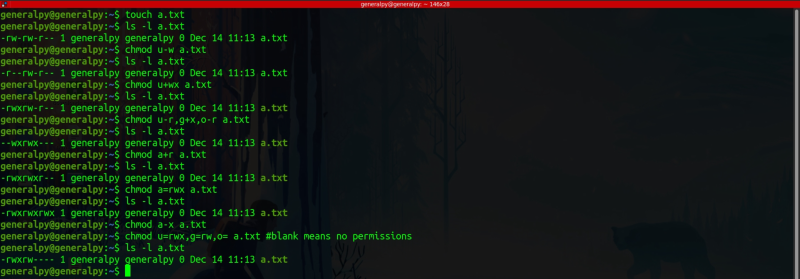 generalpy@generalpy: ~ 146x28
generalpy@generalpy:~$ touch a.txt
generalpy@generalpy:~$ ls -l a.txt
-rw-rw-r-- 1 generalpy generalpy 0 Dec 14 11:13 a.txt
generalpy@generalpy:~$ chmod u-w a.txt
generalpy@generalpy:~$ ls -l a.txt
-r--rw-r-- 1 generalpy generalpy 0 Dec 14 11:13 a.txt
generalpy@generalpy:~$ chmod u+wx a.txt
generalpy@generalpy:~$ ls -l a.txt
-rwxrw-r-- 1 generalpy generalpy 0 Dec 14 11:13 a.txt
generalpy@generalpy:~$ chmod u-r,g+x,o-r a.txt
generalpy@generalpy:~$ ls -l a.txt
--wxrwx--- 1 generalpy generalpy 0 Dec 14 11:13 a.txt
generalpy@generalpy:~$ chmod a+r a.txt
generalpy@generalpy:~$ ls -l a.txt
-rwxrwxr-- 1 generalpy generalpy 0 Dec 14 11:13 a.txt
generalpy@generalpy:~$ chmod a=rwx a.txt
generalpy@generalpy:~$ ls -l a.txt
-rwxrwxrwx 1 generalpy generalpy 0 Dec 14 11:13 a.txt
generalpy@generalpy:~$ chmod a-x a.txt
generalpy@generalpy:~$ chmod u=rwx,g=rw,o= a.txt #blank means no permissions
generalpy@generalpy:~$ ls -l a.txt
-rwxrw---- 1 generalpy generalpy 0 Dec 14 11:13 a.txt
generalpy@generalpy:~$